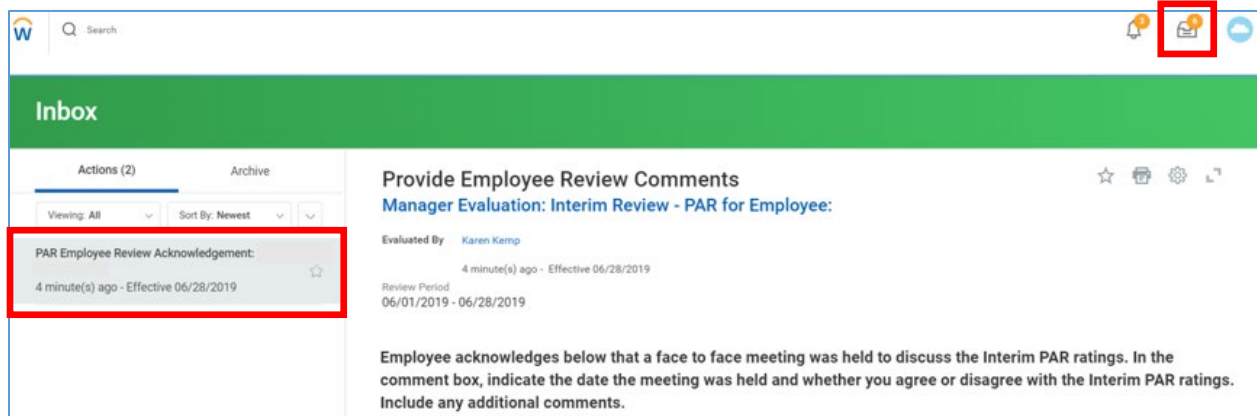 W
Search
3
6
Inbox
Actions (2)
Archive
Viewing: All
Sort By: Newest
PAR Employee Review Acknowledgement:
4 minute(s) ago - Effective 06/28/2019
Provide Employee Review Comments
Manager Evaluation: Interim Review - PAR for Employee:
Evaluated By Karen Kemp
4 minute(s) ago - Effective 06/28/2019
Review Period
06/01/2019 - 06/28/2019
Employee acknowledges below that a face to face meeting was held to discuss the Interim PAR ratings. In the
comment box, indicate the date the meeting was held and whether you agree or disagree with the Interim PAR ratings.
Include any additional comments.